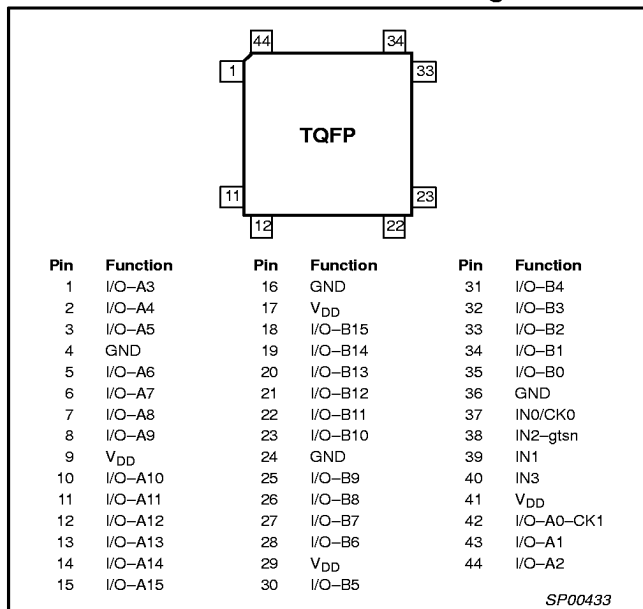 44 34
1 33
TQFP
11 23
12 22
Pin Function Pin Function Pin Function
1 I/O–A3 16 GND 31 I/O–B4
2 I/O–A4 17 VDD 32 I/O–B3
3 I/O–A5 18 I/O–B15 33 I/O–B2
4 GND 19 I/O–B14 34 I/O–B1
5 I/O–A6 20 I/O–B13 35 I/O–B0
6 I/O–A7 21 I/O–B12 36 GND
7 I/O–A8 22 I/O–B11 37 IN0/CK0
8 I/O–A9 23 I/O–B10 38 IN2–gtsn
9 VDD 24 GND 39 IN1
10 I/O–A10 25 I/O–B9 40 IN3
11 I/O–A11 26 I/O–B8 41 VDD
12 I/O–A12 27 I/O–B7 42 I/O–A0–CK1
13 I/O–A13 28 I/O–B6 43 I/O–A1
14 I/O–A14 29 VDD 44 I/O–A2
15 I/O–A15 30 I/O–B5
SP00433